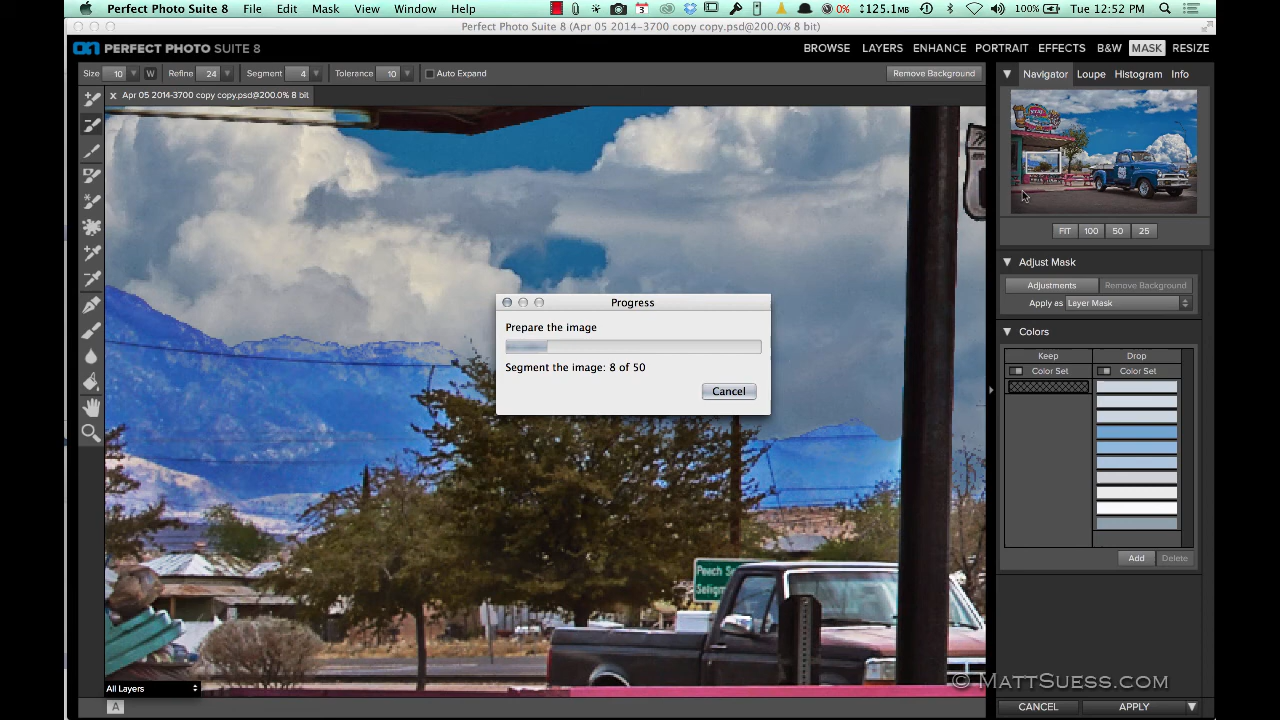 Perfect Photo Suite 8 File Edit Mask View Window Help 3 0% 125.1MB 100% Tue 12:52 PM
Perfect Photo Suite 8 (Apr 05 2014-3700 copy copy.psd@200.0% 8 bit)
on PERFECT PHOTO SUITE 8 BROWSE LAYERS ENHANCE PORTRAIT EFFECTS B&W MASK RESIZE
Size 10 W Refine 24 Segment 4 Tolerance 10 Auto Expand Remove Background
Navigator Loupe Histogram Info
x Apr 05 2014-3700 copy copy.psd@200.0% 8 bit
FIT 100 50 25
Adjust Mask
Adjustments Remove Background
Apply as Layer Mask
Progress
Prepare the image
Segment the image: 8 of 50
Cancel
Colors
Keep Drop
Color Set Color Set
Add Delete
Peach
Selig
All Layers
© MattSuess.com
A
CANCEL APPLY